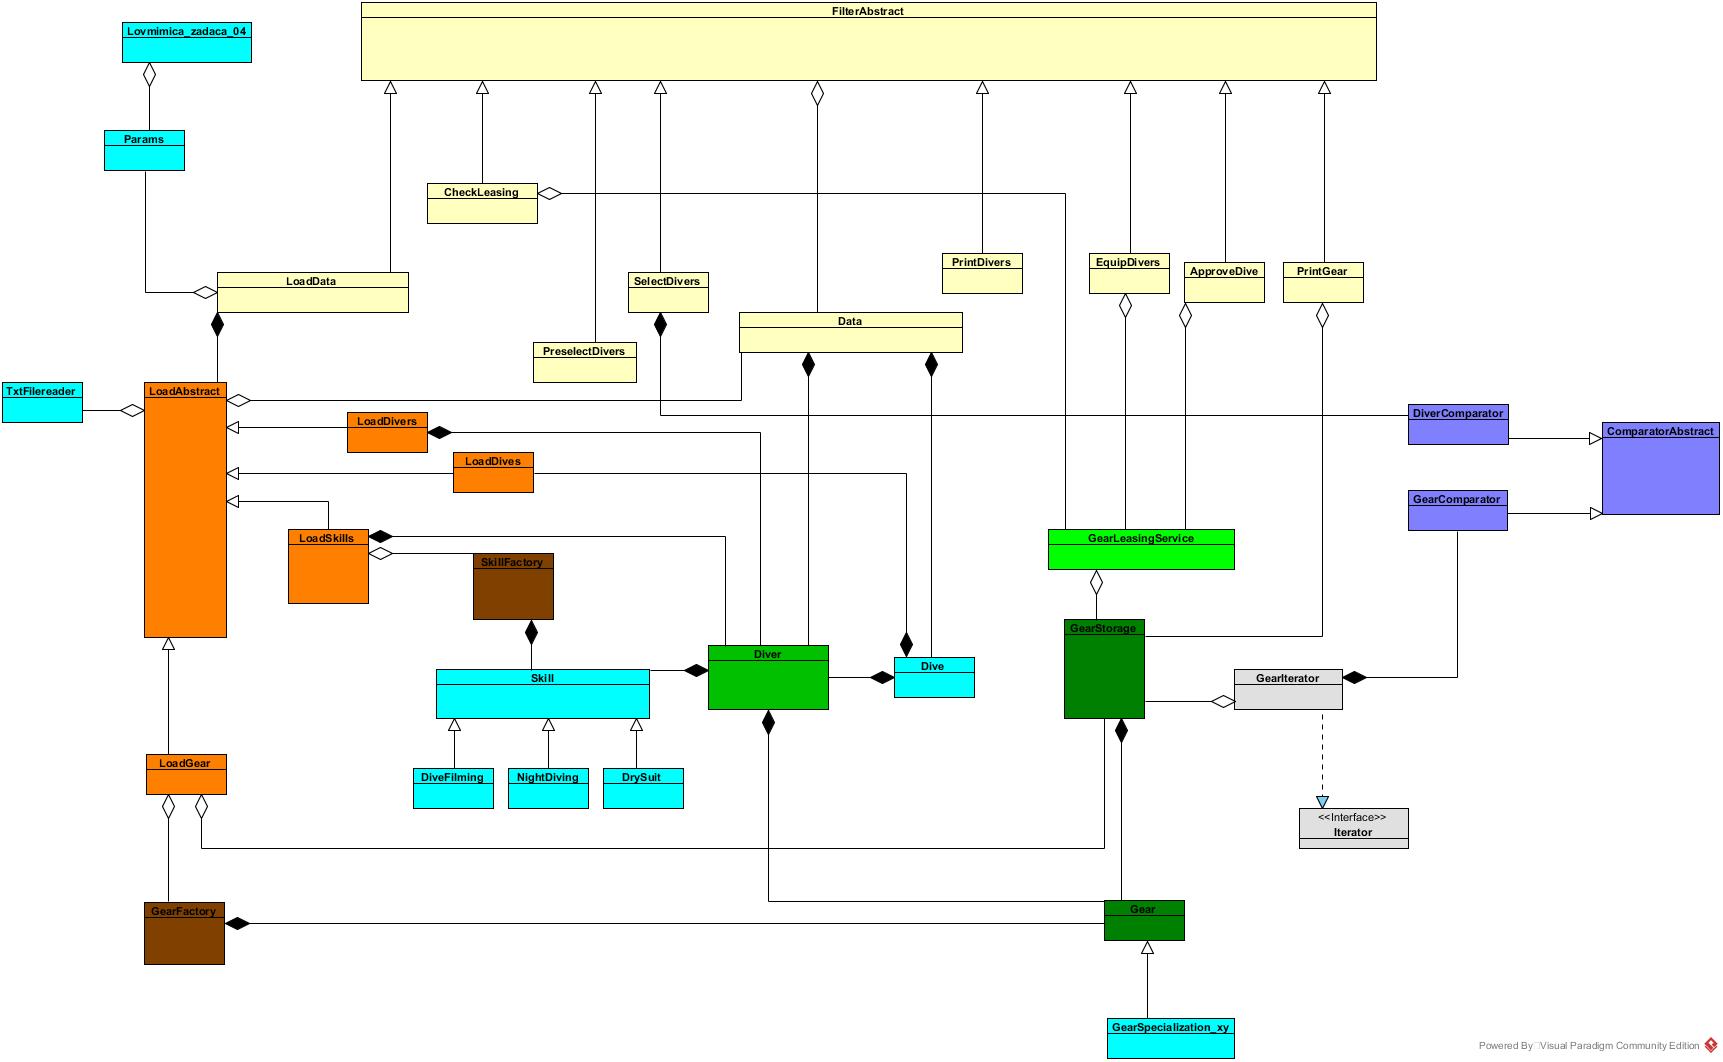 FilterAbstract
Lovmimica_zadaca_04
Params
CheckLeasing
PrintDivers
EquipDivers
ApproveDive
PrintGear
LoadData
SelectDivers
Data
PreselectDivers
TxtFilereader
LoadAbstract
LoadDivers
DiverComparator
ComparatorAbstract
LoadDives
GearComparator
LoadSkills
GearLeasingService
SkillFactory
GearStorage
Diver
Dive
Skill
GearIterator
LoadGear
DiveFilming
NightDiving
DrySuit
<<Interface>>
Iterator
GearFactory
Gear
GearSpecialization_xy
Powered By Visual Paradigm Community Edition